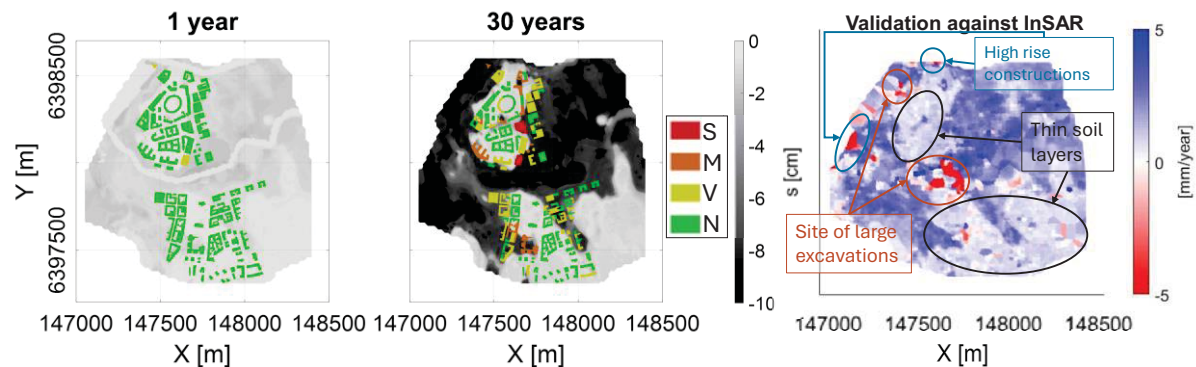 1 year
30 years
Validation against InSAR
6398500
6397500
Y [m]
147000 147500 148000 148500
X [m]
147000 147500 148000 148500
X [m]
0
-2
-4
-6
-8
-10
s [cm]
S
M
V
N
High rise
constructions
Thin soil
layers
Site of large
excavations
147000 147500 148000 148500
X [m]
5
0
-5
[mm/year]